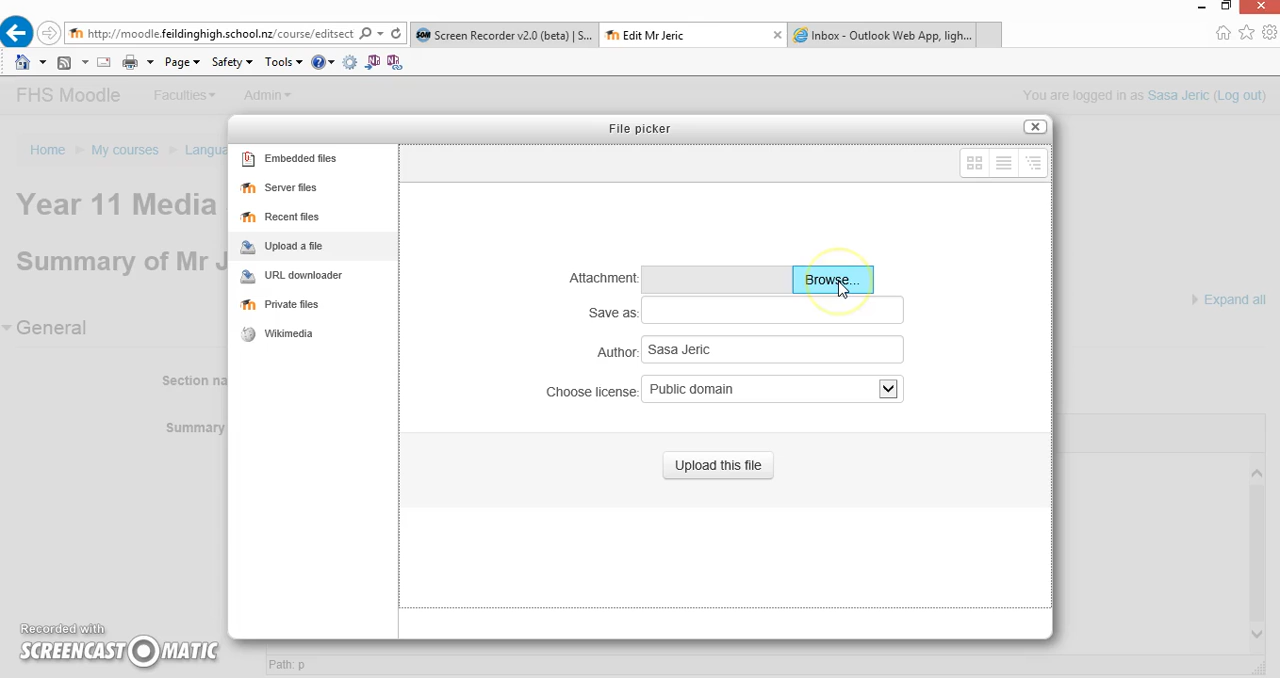 http://moodle.feildinghigh.school.nz/course/editsect
Screen Recorder v2.0 (beta) | S...
Edit Mr Jeric
Inbox - Outlook Web App, ligh...
Page
Safety
Tools
FHS Moodle
Faculties
Admin
You are logged in as Sasa Jeric (Log out)
File picker
Home
My courses
Langua
Embedded files
Server files
Recent files
Upload a file
URL downloader
Private files
Wikimedia
Year 11 Media
Summary of Mr J
Expand all
General
Section na
Summary
Attachment:
Browse...
Save as:
Author:
Sasa Jeric
Choose license:
Public domain
Upload this file
Recorded with
SCREENCAST-O-MATIC
Path: p